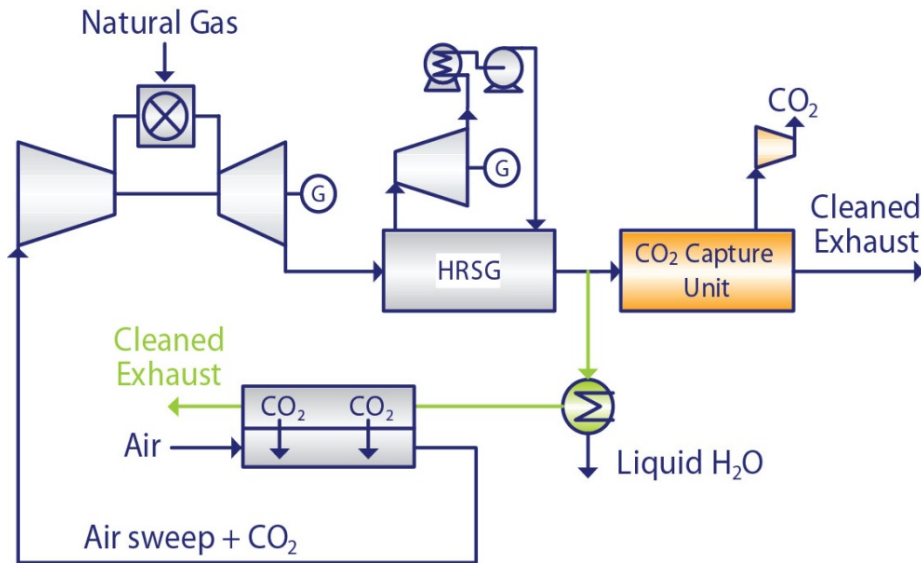 Natural Gas
G
G
CO₂
Cleaned
Exhaust
HRSG
CO₂ Capture
Unit
Cleaned
Exhaust
CO₂ CO₂
Air
Liquid H₂O
Air sweep + CO₂